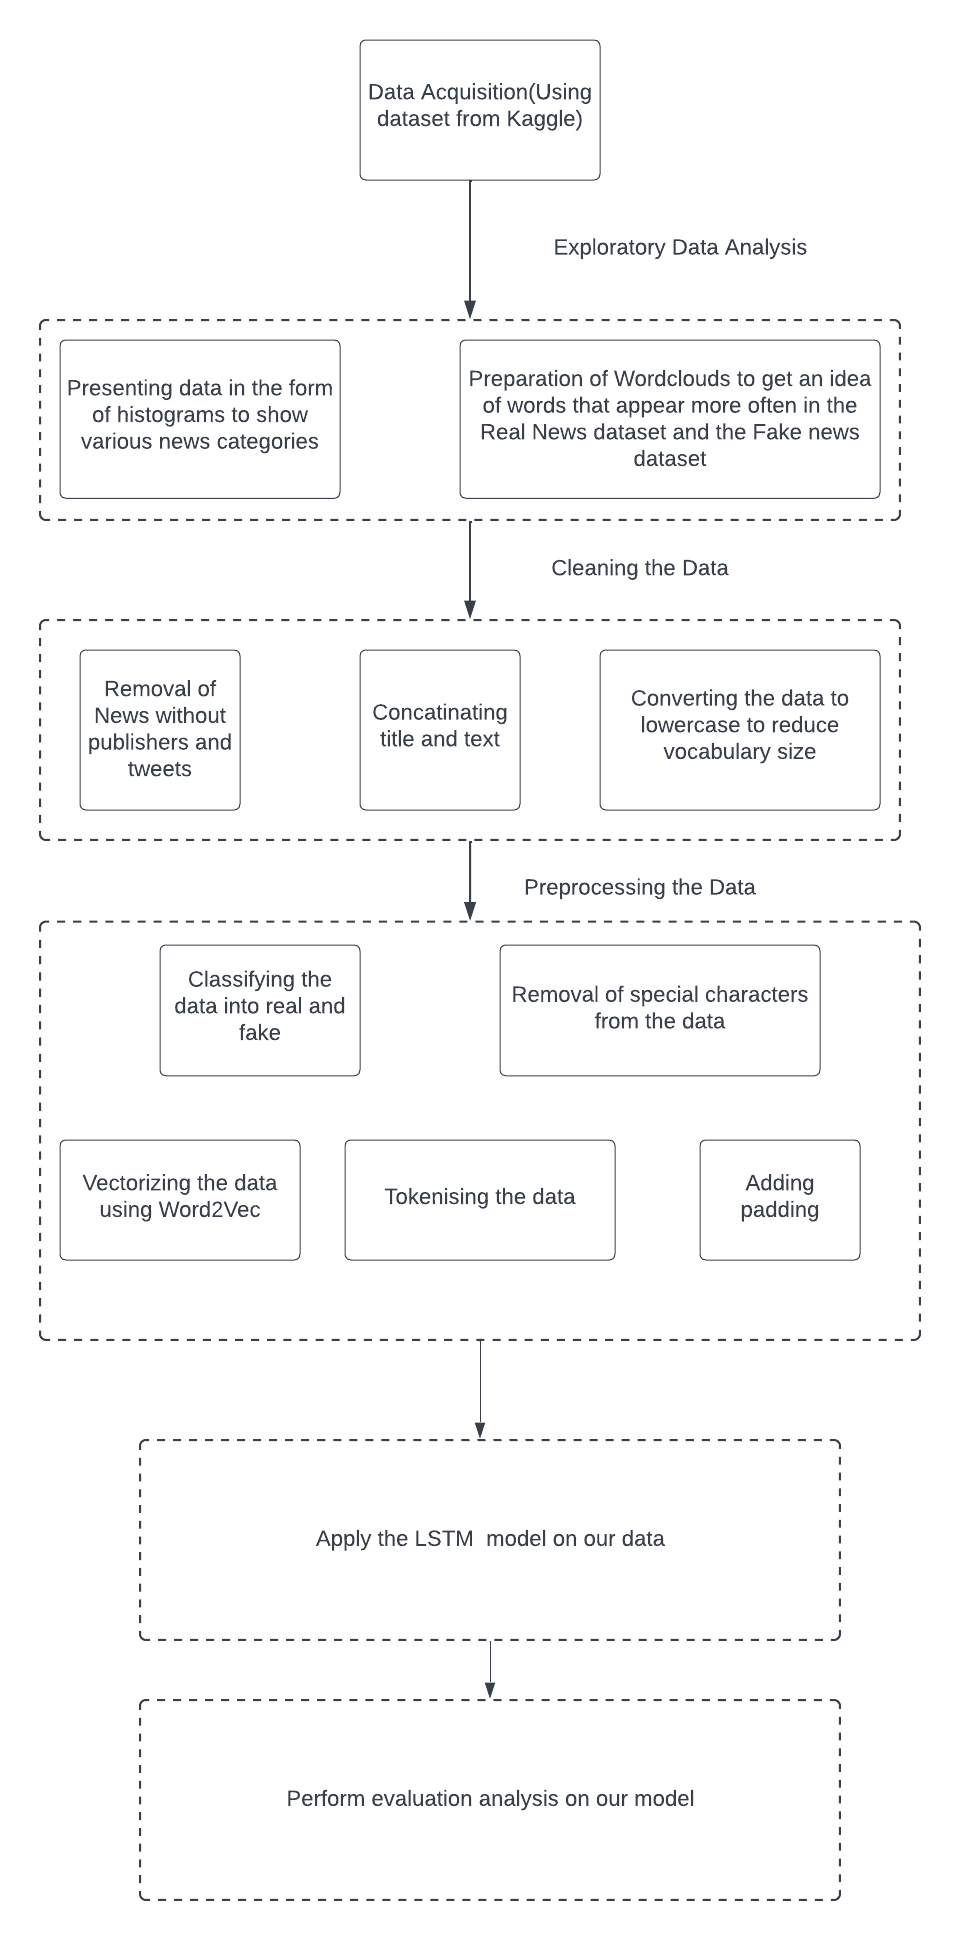 Data Acquisition(Using
dataset from Kaggle)
Exploratory Data Analysis
Presenting data in the form
of histograms to show
various news categories
Preparation of Wordclouds to get an idea
of words that appear more often in the
Real News dataset and the Fake news
dataset
Cleaning the Data
Removal of
News without
publishers and
tweets
Concatinating
title and text
Converting the data to
lowercase to reduce
vocabulary size
Preprocessing the Data
Classifying the
data into real and
fake
Removal of special characters
from the data
Vectorizing the data
using Word2Vec
Tokenising the data
Adding
padding
Apply the LSTM  model on our data
Perform evaluation analysis on our model